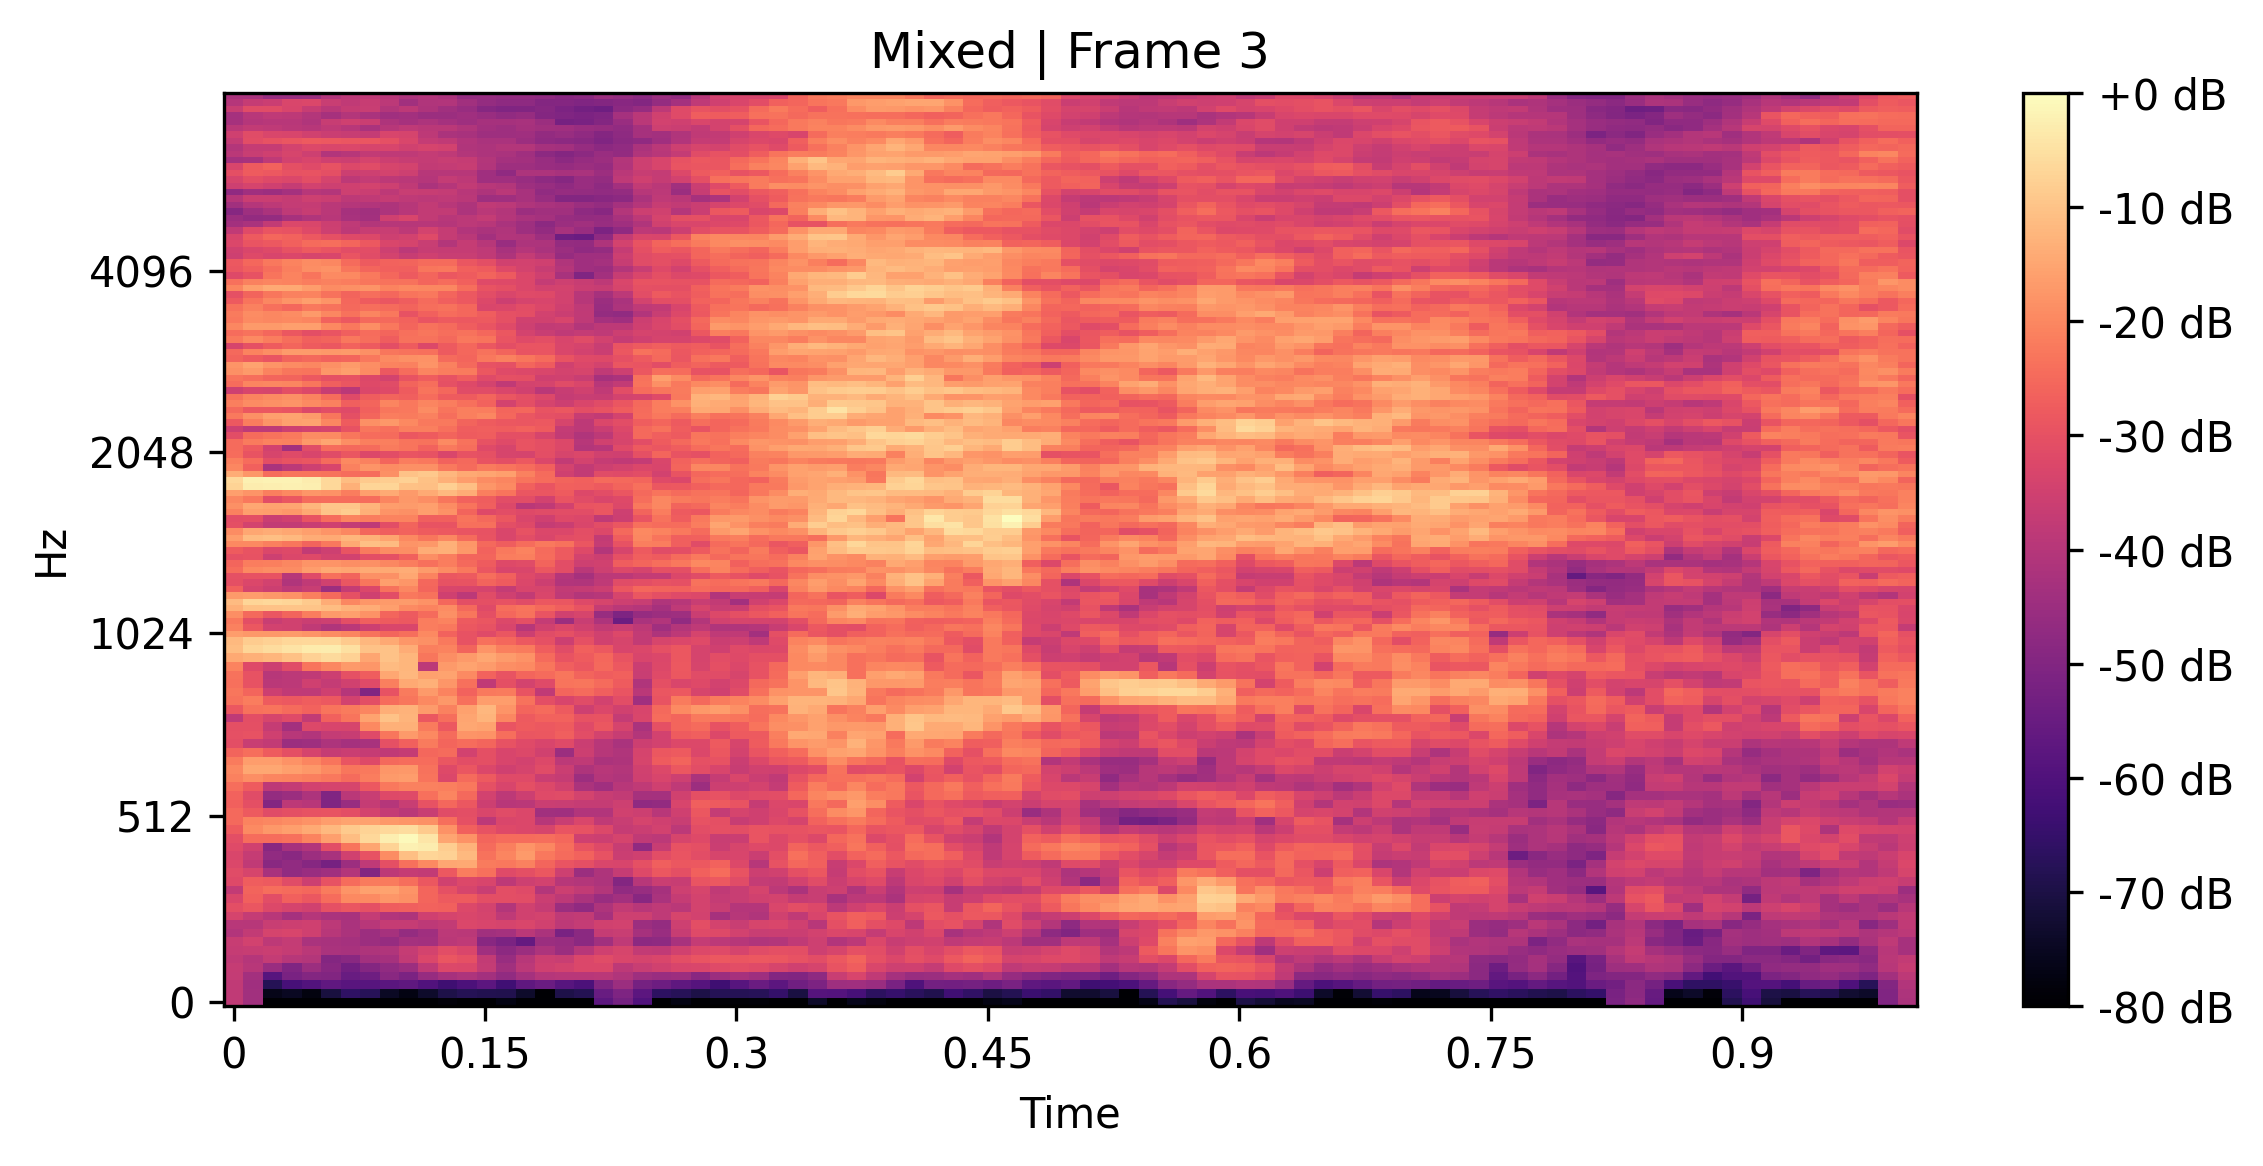 Mixed | Frame 3
Hz
4096
2048
1024
512
0
0 0.15 0.3 0.45 0.6 0.75 0.9
Time
+0 dB
-10 dB
-20 dB
-30 dB
-40 dB
-50 dB
-60 dB
-70 dB
-80 dB